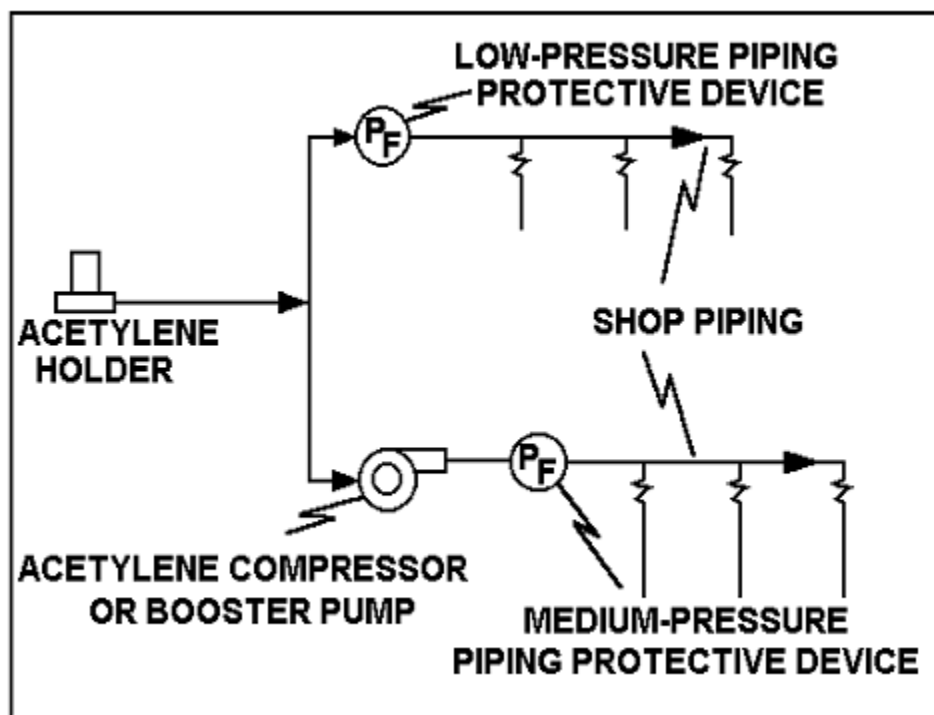 LOW-PRESSURE PIPING
PROTECTIVE DEVICE
PF
ACETYLENE
HOLDER
SHOP PIPING
PF
ACETYLENE COMPRESSOR
OR BOOSTER PUMP
MEDIUM-PRESSURE
PIPING PROTECTIVE DEVICE